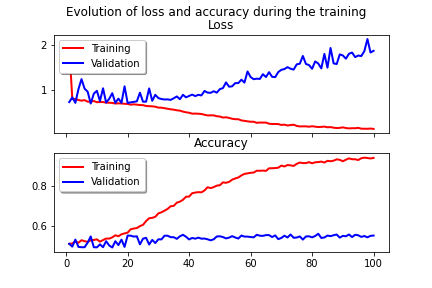 Evolution of loss and accuracy during the training
Loss
2
1
Training
Validation
Accuracy
0.8
0.6
Training
Validation
0 20 40 60 80 100